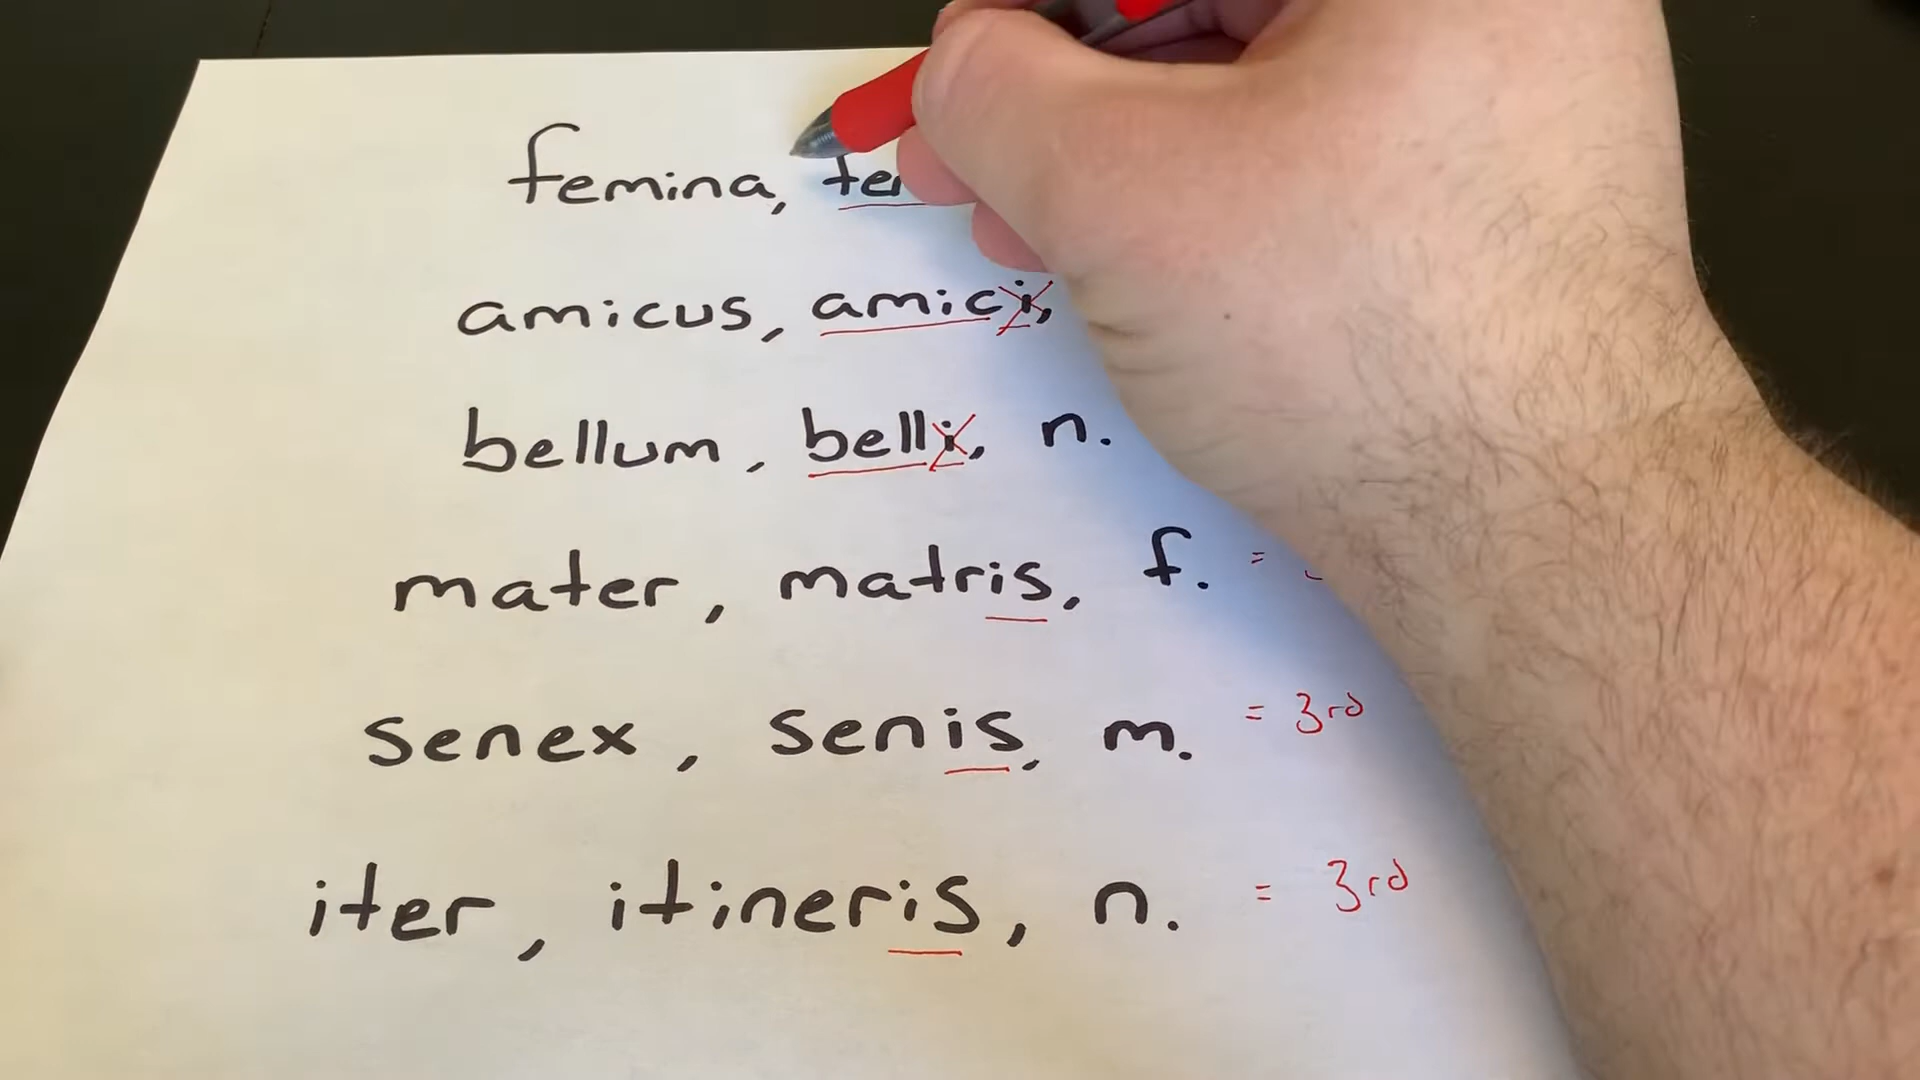 femina,
amicus, amici,
bellum, belli, n.
mater, matris, f. =
senex, senis, m. = 3rd
iter, itineris, n. = 3rd